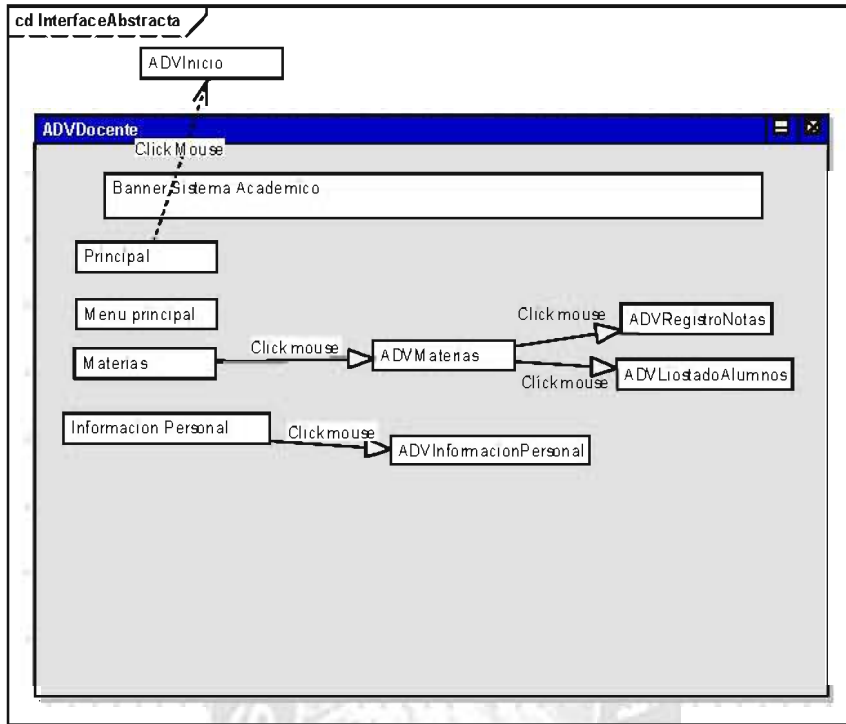 cd InterfaceAbstracta
ADVInicio
ADVDocente
Click Mouse
Banner Sistema Academico
Principal
Menu principal
Click mouse
ADVRegistroNotas
Materias
Click mouse
ADVMaterias
Click mouse
ADVLiostadoAlumnos
Informacion Personal
Click mouse
ADVInformacionPersonal